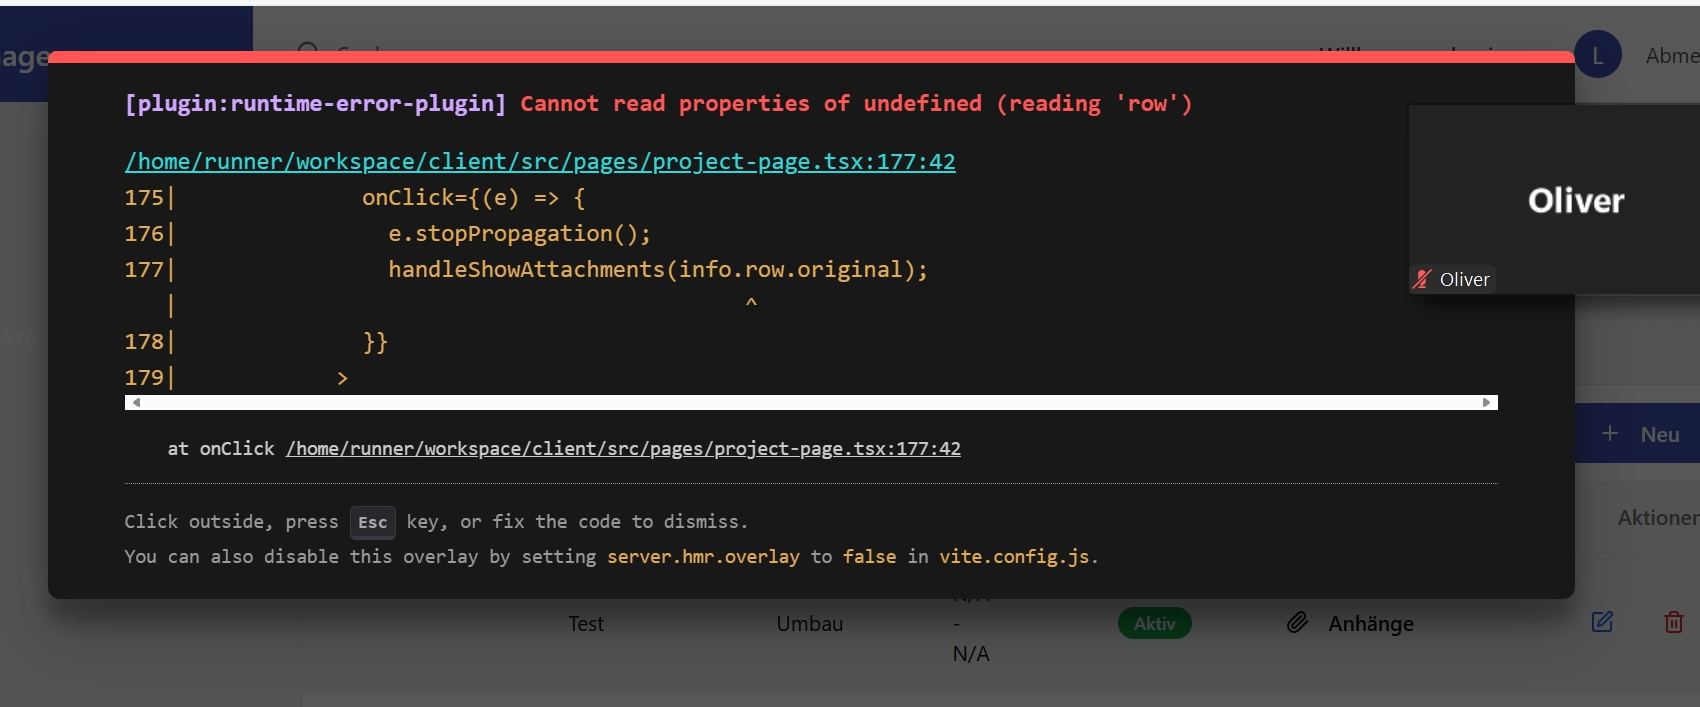 [plugin:runtime-error-plugin] Cannot read properties of undefined (reading 'row')
/home/runner/workspace/client/src/pages/project-page.tsx:177:42
175|              onClick={(e) => {
176|                e.stopPropagation();
177|                handleShowAttachments(info.row.original);
   |                                           ^
178|              }}
179|            >
at onClick /home/runner/workspace/client/src/pages/project-page.tsx:177:42
Click outside, press Esc key, or fix the code to dismiss.
You can also disable this overlay by setting server.hmr.overlay to false in vite.config.js.
L
Oliver
Oliver
+ Neu
Test Umbau - Aktiv Anhänge
N/A